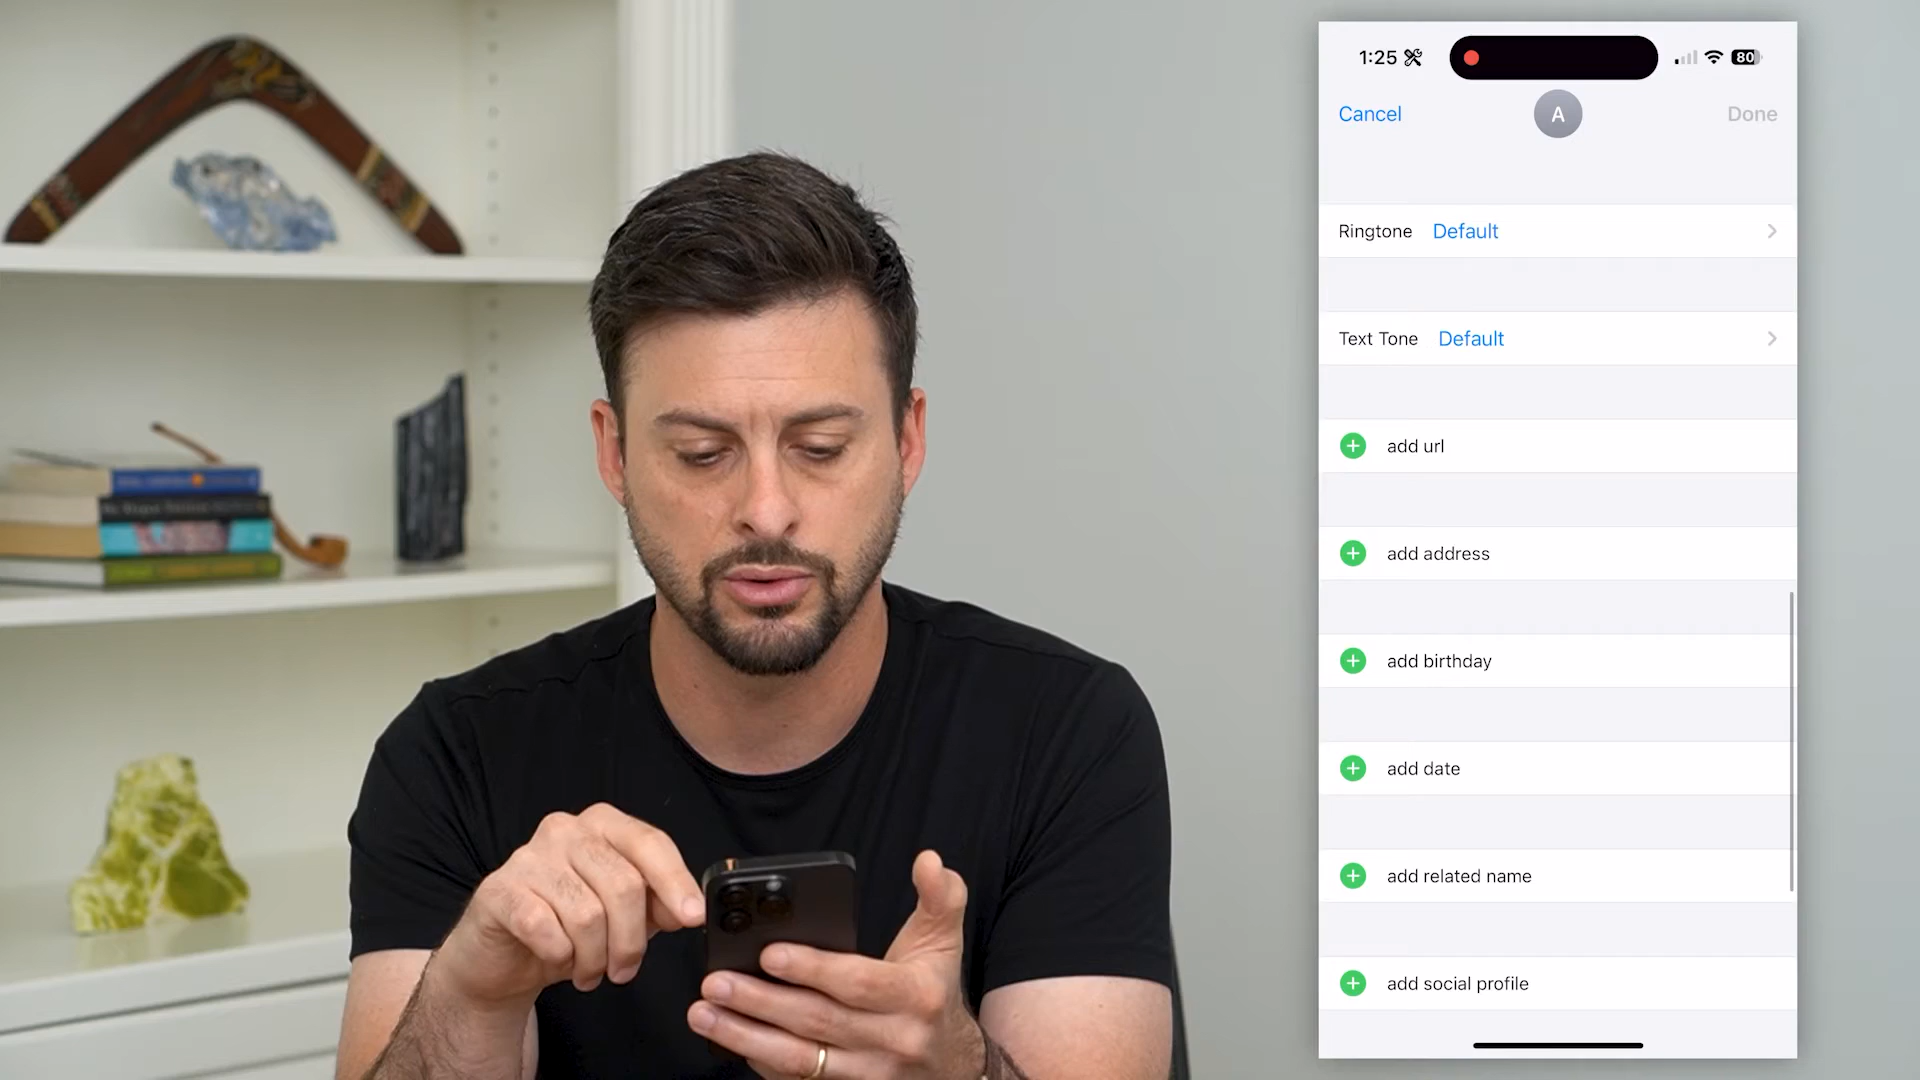 1:25
80
Cancel
A
Done
Ringtone Default
Text Tone Default
add url
add address
add birthday
add date
add related name
add social profile